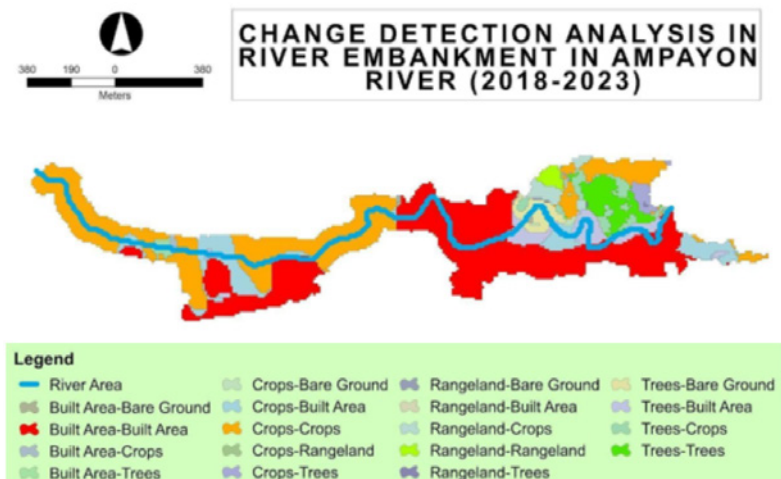 CHANGE DETECTION ANALYSIS IN
RIVER EMBANKMENT IN AMPAYON
RIVER (2018-2023)
380 190 0 380
Meters
Legend
River Area
Built Area-Bare Ground
Built Area-Built Area
Built Area-Crops
Built Area-Trees
Crops-Bare Ground
Crops-Built Area
Crops-Crops
Crops-Rangeland
Crops-Trees
Rangeland-Bare Ground
Rangeland-Built Area
Rangeland-Crops
Rangeland-Rangeland
Rangeland-Trees
Trees-Bare Ground
Trees-Built Area
Trees-Crops
Trees-Trees